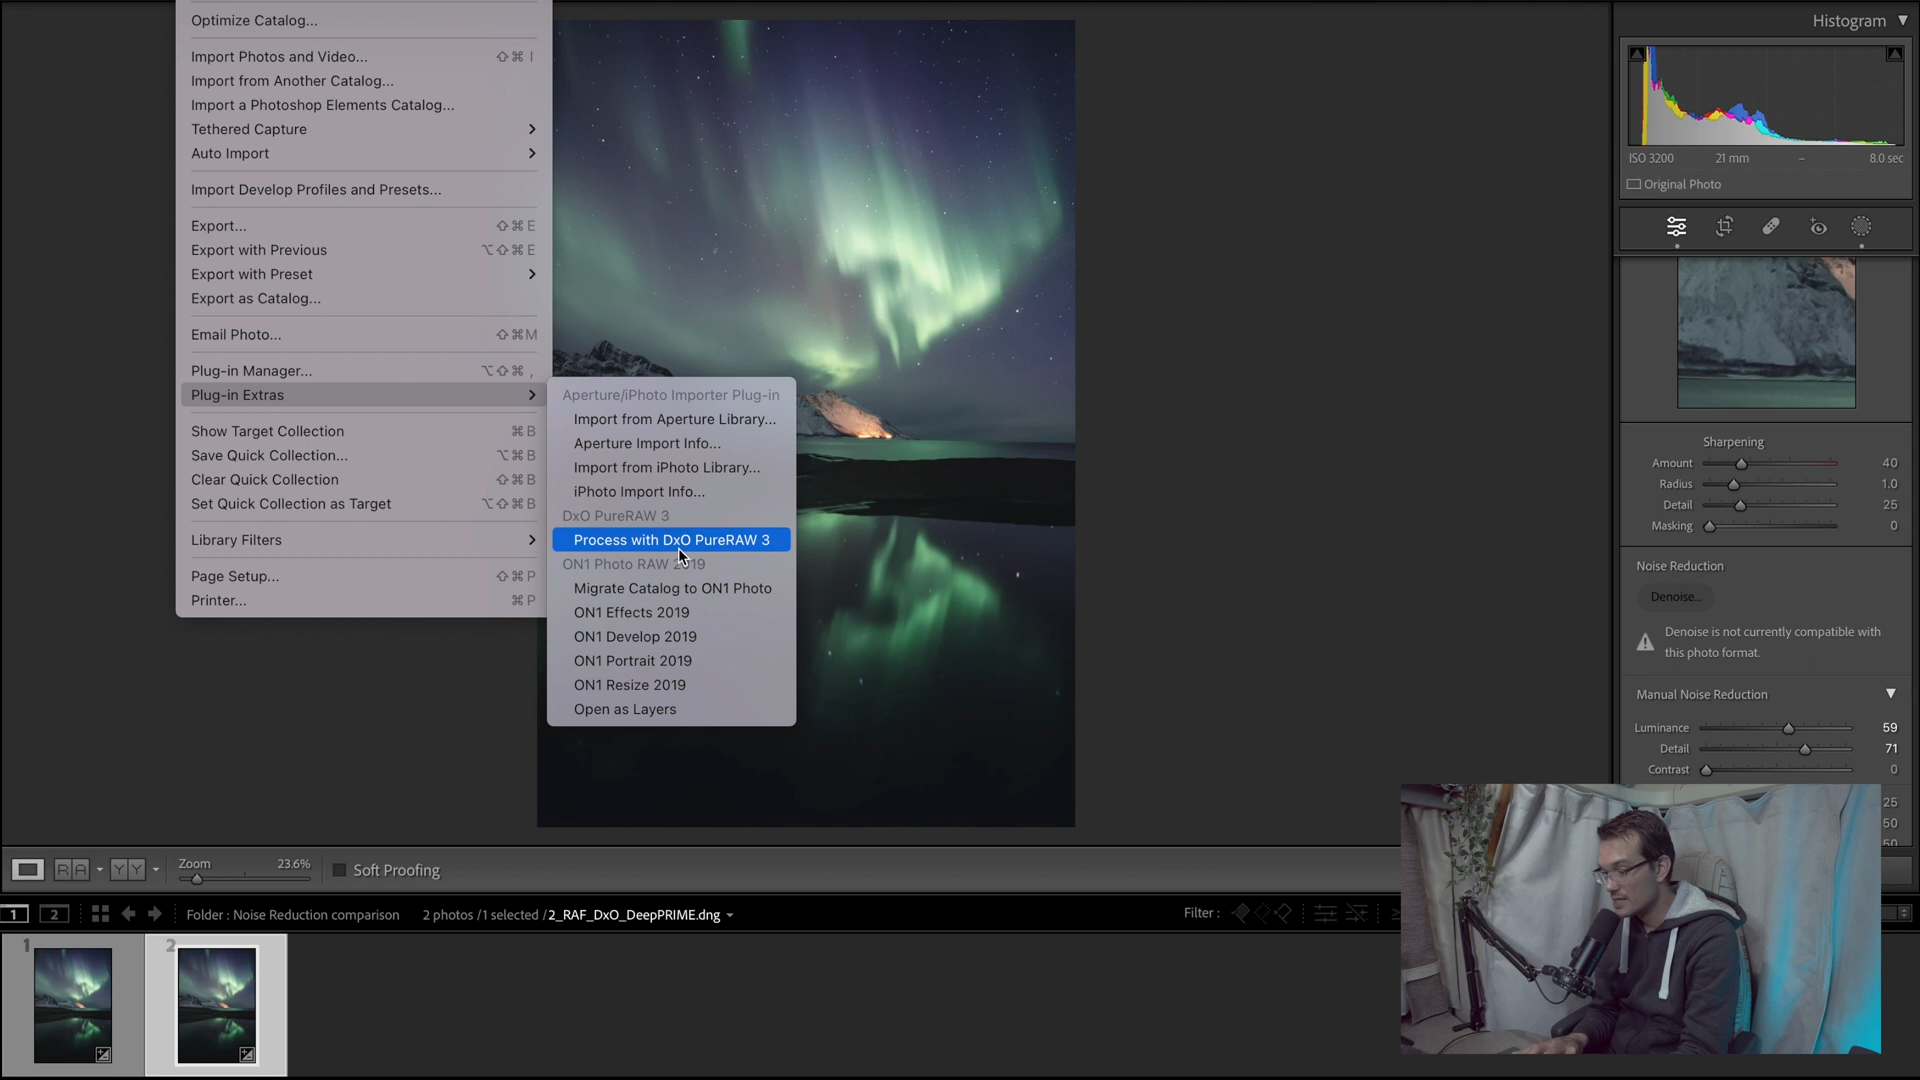 Optimize Catalog...
Import Photos and Video... ⇧⌘ I
Import from Another Catalog...
Import a Photoshop Elements Catalog...
Tethered Capture
Auto Import
Import Develop Profiles and Presets...
Export... ⇧⌘ E
Export with Previous ⌥⇧⌘ E
Export with Preset
Export as Catalog...
Email Photo... ⇧⌘M
Plug-in Manager... ⌥⇧⌘ ,
Plug-in Extras
Show Target Collection ⌘ B
Save Quick Collection... ⌥⌘ B
Clear Quick Collection ⇧⌘ B
Set Quick Collection as Target ⌥⇧⌘ B
Library Filters
Page Setup... ⇧⌘ P
Printer... ⌘ P
Aperture/iPhoto Importer Plug-in
Import from Aperture Library...
Aperture Import Info...
Import from iPhoto Library...
iPhoto Import Info...
DxO PureRAW 3
Process with DxO PureRAW 3
ON1 Photo RAW 2019
Migrate Catalog to ON1 Photo
ON1 Effects 2019
ON1 Develop 2019
ON1 Portrait 2019
ON1 Resize 2019
Open as Layers
Histogram
ISO 3200 21 mm – 8.0 sec
Original Photo
Sharpening
Amount 40
Radius 1.0
Detail 25
Masking 0
Noise Reduction
Denoise...
Denoise is not currently compatible with
this photo format.
Manual Noise Reduction
Luminance 59
Detail 71
Contrast 0
25
50
RA YY Zoom 23.6% Soft Proofing
1 2 Folder : Noise Reduction comparison 2 photos /1 selected /2_RAF_DxO_DeepPRIME.dng Filter :
1 2